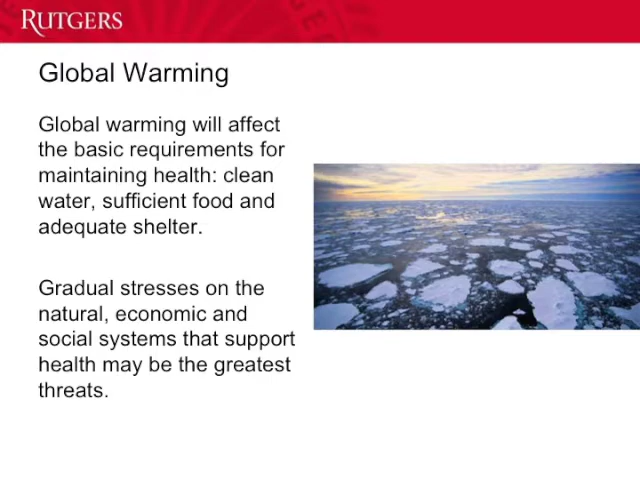 RUTGERS
Global Warming
Global warming will affect
the basic requirements for
maintaining health: clean
water, sufficient food and
adequate shelter.
Gradual stresses on the
natural, economic and
social systems that support
health may be the greatest
threats.